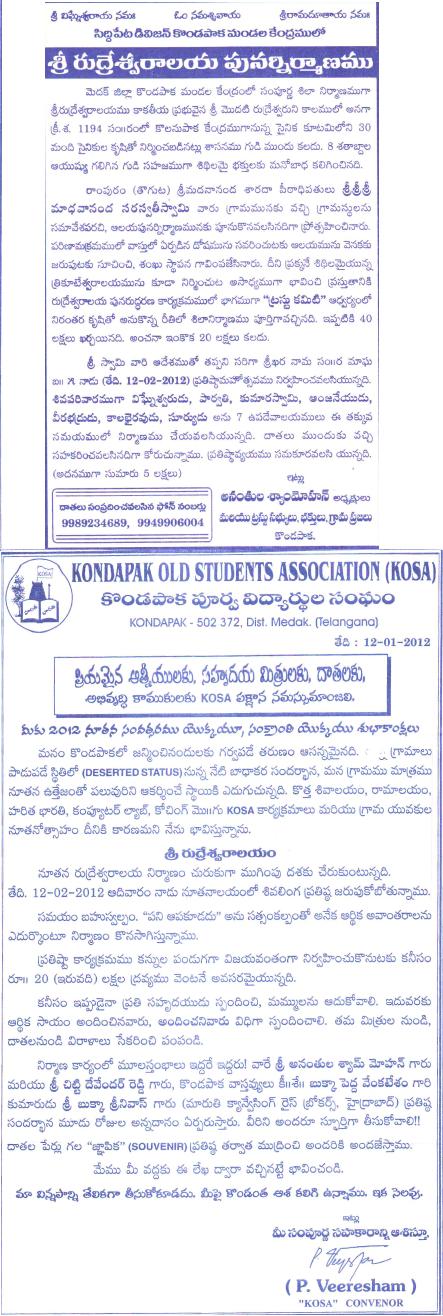 శ్రీ విఘ్నేశ్వరాయ నమః ఓం నమశ్శివాయ శ్రీరామదూతాయ నమః
సిద్దిపేట డివిజన్ కొండపాక మండల కేంద్రములో
శ్రీ రుద్రేశ్వరాలయ పునర్నిర్మాణము
మెదక్ జిల్లా కొండపాక మండల కేంద్రంలో సంపూర్ణ శిలా నిర్మాణముగా
శ్రీరుద్రేశ్వరాలయము కాకతీయ ప్రభువైన శ్రీ మొదటి రుద్రేశ్వరుని కాలములో అనగా
క్రీ.శ. 1194 సం॥రంలో కొలనుపాక కేంద్రముగానున్న సైనిక కూటమిలోని 30
మంది సైనికుల కృషితో నిర్మించబడినట్లు శాసనము గుడి ముందు కలదు. 8 శతాబ్దాల
ఆయుష్షు గలిగిన గుడి సహజముగా శిథిలమై భక్తులకు మనోబాధ కలిగించినది.
రాంపురం (తొగుట) శ్రీమదనానంద శారదా పీఠాధిపతులు శ్రీశ్రీశ్రీ
మాధవానంద సరస్వతీస్వామి వారు గ్రామమునకు వచ్చి గ్రామస్థులను
సమావేశపరచి, ఆలయపునర్నిర్మాణమునకు పూనుకొనవలసినదిగా ప్రోత్సహించినారు.
పరిణామక్రమములో వాస్తులో ఏర్పడిన దోషమును సవరించుటకు ఆలయమును వెనకకు
జరుపుటకు సూచించి, శంఖు స్థాపన గావింపజేసినారు. దీని ప్రక్కనే శిథిలమైయున్న
త్రికూటేశ్వరాలయమును కూడా నిర్మించుట అసాధ్యముగా భావించి ప్రస్తుతానికి
రుద్రేశ్వరాలయ పునరుద్ధరణ కార్యక్రమములో భాగముగా "ట్రస్టు కమిటి" ఆధ్వర్యంలో
నిరంతర కృషితో అనుకొన్న రీతిలో శిలానిర్మాణము పూర్తిగావచ్చినది. ఇప్పటికి 40
లక్షలు ఖర్చయినది. అంచనా ఇంకొక 20 లక్షలు కలదు.
శ్రీ స్వామి వారి ఆదేశముతో తప్పని సరిగా శ్రీఖర నామ సం॥ర మాఘ
నాడు (తేది. 12-02-2012) ప్రతిష్ఠామహోత్సవము నిర్వహించవలసియున్నది.
శివపరివారముగా విఘ్నేశ్వరుడు, పార్వతి, కుమారస్వామి, ఆంజనేయుడు,
వీరభద్రుడు, కాలభైరవుడు, సూర్యుడు అను 7 ఉపదేవాలయములు ఈ తక్కువ
సమయములో నిర్మాణము చేయవలసియున్నది. దాతలు ముందుకు వచ్చి
సహకరించవలసినదిగా కోరుచున్నాము. ప్రతిష్ఠావ్యయము సమకూరవలసి యున్నది.
(అదనముగా సుమారు 5 లక్షలు)
ఇట్లు
దాతలు సంప్రదించవలసిన ఫోన్ నంబర్లు
9989234689, 9949906004
అనంతుల శ్యాంమోహన్ అధ్యక్షులు
మరియు ట్రస్టు సభ్యులు, భక్తులు, గ్రామ ప్రజలు
కొండపాక.
KOSA
KONDAPAK OLD STUDENTS ASSOCIATION (KOSA)
కొండపాక పూర్వ విద్యార్థుల సంఘం
KONDAPAK - 502 372, Dist. Medak. (Telangana)
తేది : 12-01-2012
ప్రియమైన ఆత్మీయులకు, సహృదయ మిత్రులకు, దాతలకు,
అభివృద్ధి కాముకులకు KOSA పక్షాన నమస్సుమాంజలి.
మీకు 2012 నూతన సంవత్సరము యొక్కయూ, సంక్రాంతి యొక్కయు శుభాకాంక్షలు
మనం కొండపాకలో జన్మించినందులకు గర్వపడే తరుణం ఆసన్నమైనది. గ్రామాలు
పాడుపడే స్థితిలో (DESERTED STATUS) నున్న నేటి బాధాకర సందర్భాన, మన గ్రామము మాత్రము
నూతన ఉత్తేజంతో పలువురిని ఆకర్షించే స్థాయికి ఎదుగుచున్నది. కొత్త శివాలయం, రామాలయం,
హరిత భారతి, కంప్యూటర్ ల్యాబ్, కోచింగ్ మొ॥గు KOSA కార్యక్రమాలు మరియు గ్రామ యువకుల
నూతనోత్సాహం దీనికి కారణమని నేను భావిస్తున్నాను.
శ్రీ రుద్రేశ్వరాలయం
నూతన రుద్రేశ్వరాలయ నిర్మాణం చురుకుగా ముగింపు దశకు చేరుకుంటున్నది.
తేది. 12-02-2012 ఆదివారం నాడు నూతనాలయంలో శివలింగ ప్రతిష్ఠ జరుపుకోబోతున్నాము.
సమయం బహుస్వల్పం. "పని ఆపకూడదు" అను సత్సంకల్పంతో అనేక ఆర్థిక అవాంతరాలను
ఎదుర్కొంటూ నిర్మాణం కొనసాగిస్తున్నాము.
ప్రతిష్ఠా కార్యక్రమము కన్నుల పండుగగా విజయవంతంగా నిర్వహించుకొనుటకు కనీసం
రూ॥ 20 (ఇరువది) లక్షల ద్రవ్యము వెంటనే అవసరమైయున్నది.
కనీసం ఇప్పుడైనా ప్రతి సహృదయుడు స్పందించి, మమ్ములను ఆదుకోవాలి. ఇదువరకు
ఆర్థిక సాయం అందించినవారు, అందించనివారు విధిగా స్పందించాలి. తమ మిత్రుల నుండి,
దాతలనుండి విరాళాలు సేకరించి పంపండి.
నిర్మాణ కార్యంలో మూలస్తంభాలు ఇద్దరే ఇద్దరు! వారే శ్రీ అనంతుల శ్యామ్ మోహన్ గారు
మరియు శ్రీ చిట్టి దేవేందర్ రెడ్డి గారు, కొండపాక వాస్తవ్యులు కీ॥శే॥ బుక్కా పెద్ద వేంకటేశం గారి
కుమారుడు శ్రీ బుక్కా శ్రీనివాస్ గారు (మారుతి క్యాన్వేసింగ్ రైస్ బ్రోకర్స్, హైద్రాబాద్) ప్రతిష్ఠ
సందర్భాన మూడు రోజుల అన్నదానం ఏర్పరుస్తారు. వీరిని అందరూ స్ఫూర్తిగా తీసుకోవాలి!!
దాతల పేర్లు గల "జ్ఞాపిక" (SOUVENIR) ప్రతిష్ఠ తర్వాత ముద్రించి అందరికి అందజేస్తాము.
మేము మీ వద్దకు ఈ లేఖ ద్వారా వచ్చినట్లే భావించండి.
మా విన్నపాన్ని తేలికగా తీసుకోకూడదు. మీపై కొండంత ఆశ కలిగి ఉన్నాము. ఇక సెలవు.
ఇట్లు
మీ సంపూర్ణ సహకారాన్ని ఆశిస్తూ,
( P. Veeresham )
"KOSA" CONVENOR